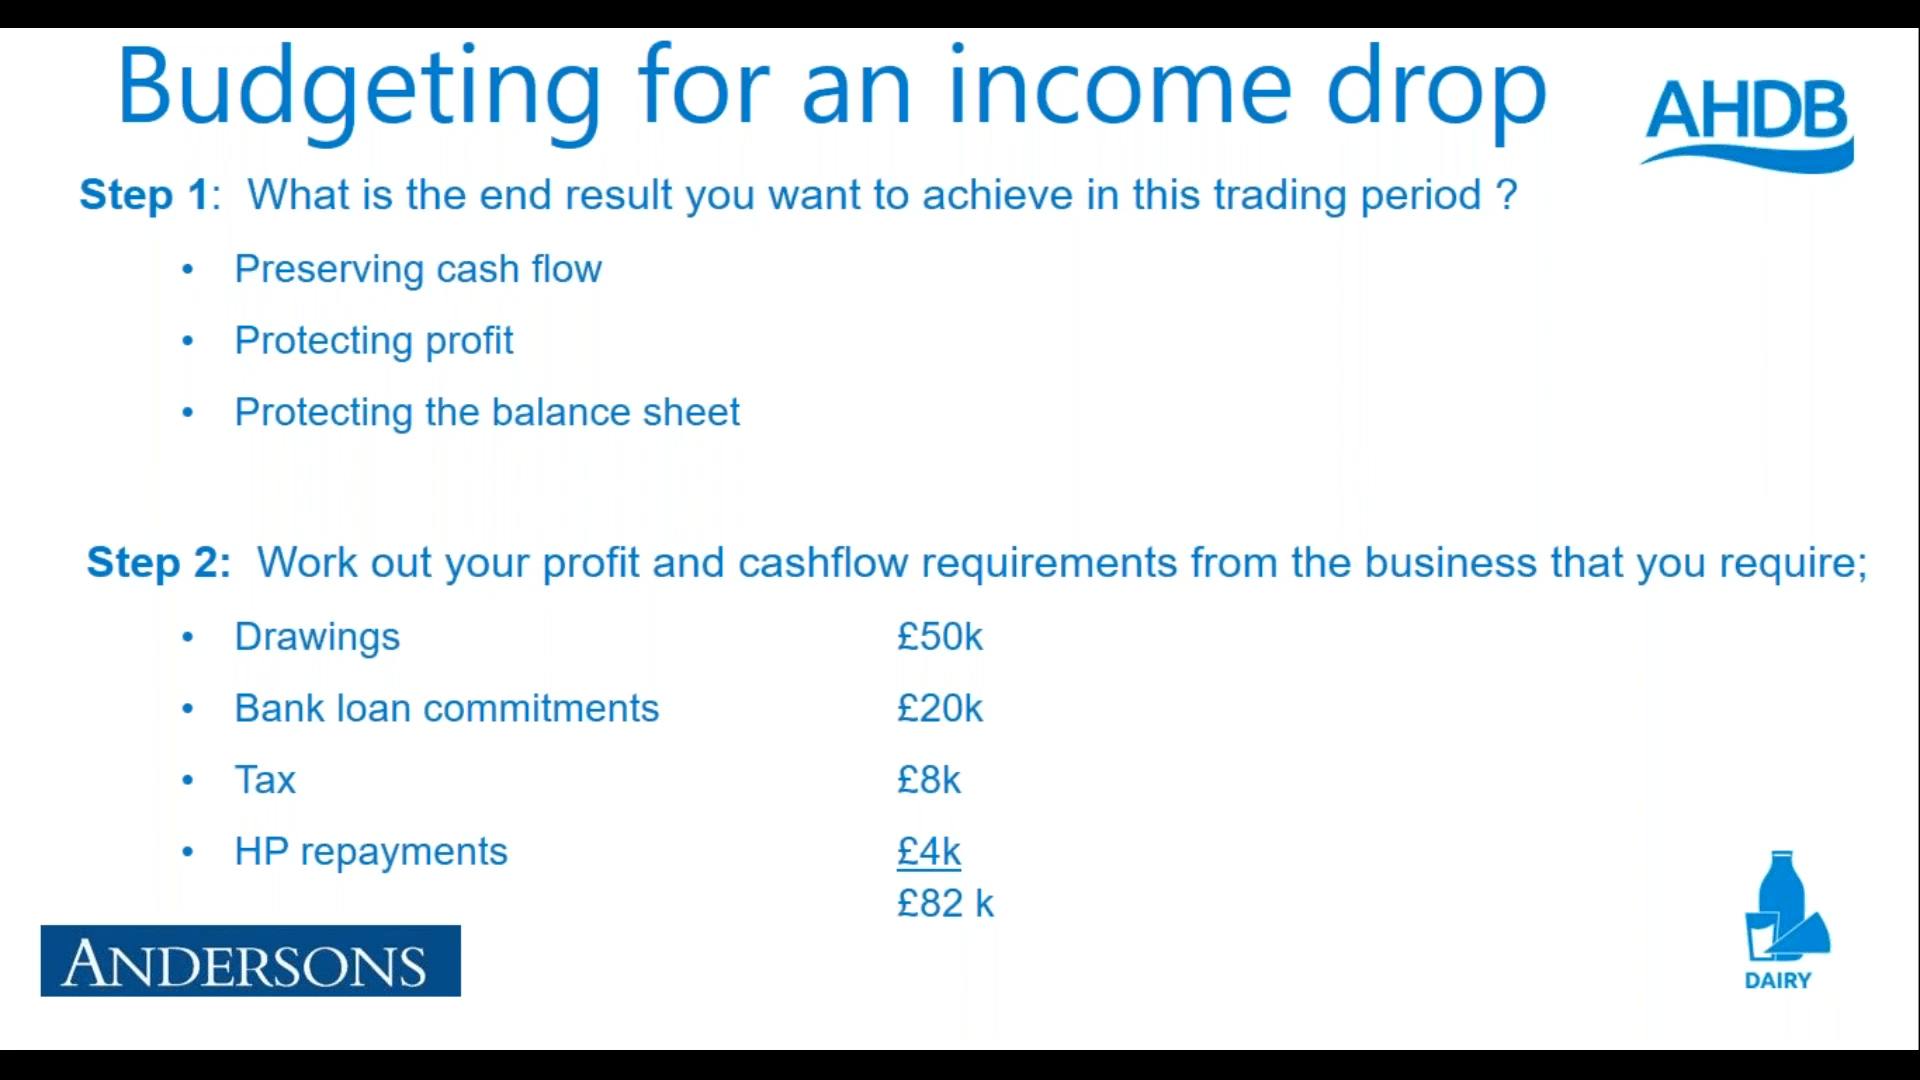 Budgeting for an income drop
AHDB
Step 1: What is the end result you want to achieve in this trading period ?
• Preserving cash flow
• Protecting profit
• Protecting the balance sheet
Step 2: Work out your profit and cashflow requirements from the business that you require;
• Drawings £50k
• Bank loan commitments £20k
• Tax £8k
• HP repayments £4k
£82 k
ANDERSONS
DAIRY